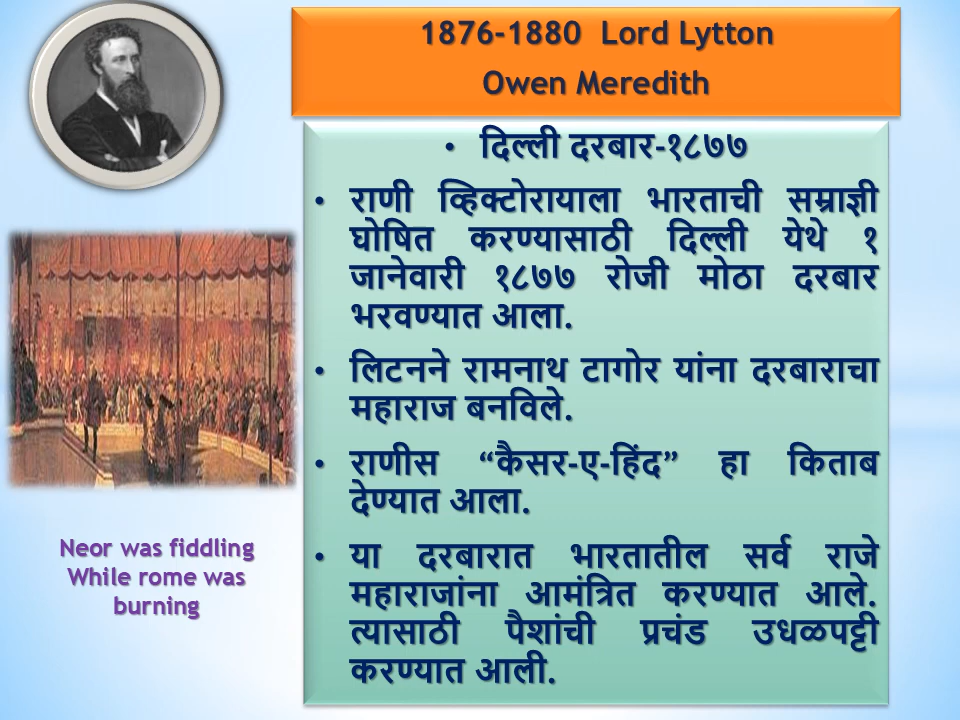 1876-1880 Lord Lytton
Owen Meredith
• दिल्ली दरबार-१८७७
• राणी व्हिक्टोरायाला भारताची सम्राज्ञी
घोषित करण्यासाठी दिल्ली येथे १
जानेवारी १८७७ रोजी मोठा दरबार
भरवण्यात आला.
• लिटनने रामनाथ टागोर यांना दरबाराचा
महाराज बनविले.
• राणीस “कैसर-ए-हिंद” हा किताब
देण्यात आला.
• या दरबारात भारतातील सर्व राजे
महाराजांना आमंत्रित करण्यात आले.
त्यासाठी पैशांची प्रचंड उधळपट्टी
करण्यात आली.
Neor was fiddling
While rome was
burning